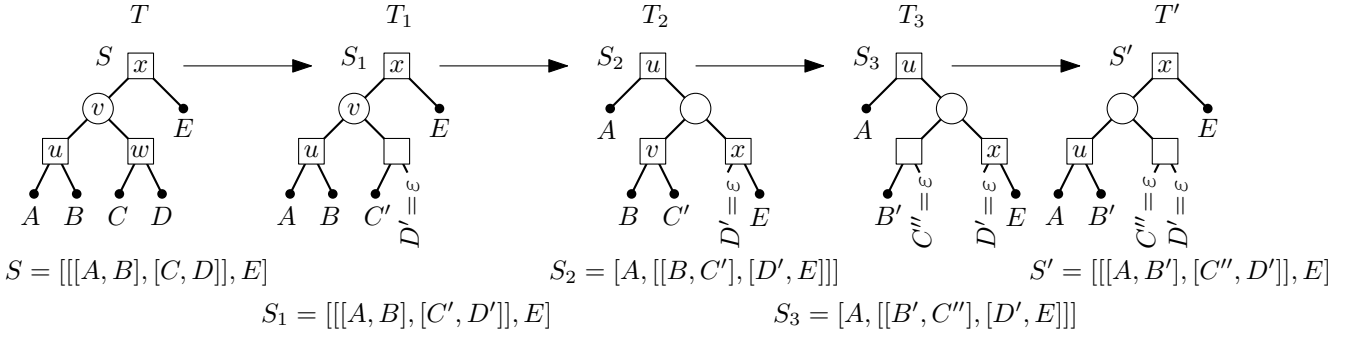 T T₁ T₂ T₃ T′
S x S₁ x S₂ u S₃ u S′ x
v E v E A A E
u w u v x x u
A B C D A B C′ D′ = ε B C′ D′ = ε E B′ C″ = ε D′ = ε E A B′ C″ = ε D′ = ε
S = [[[A, B], [C, D]], E] S₂ = [A, [[B, C′], [D′, E]]] S′ = [[[A, B′], [C″, D′]], E]
S₁ = [[[A, B], [C′, D′]], E] S₃ = [A, [[B′, C″], [D′, E]]]